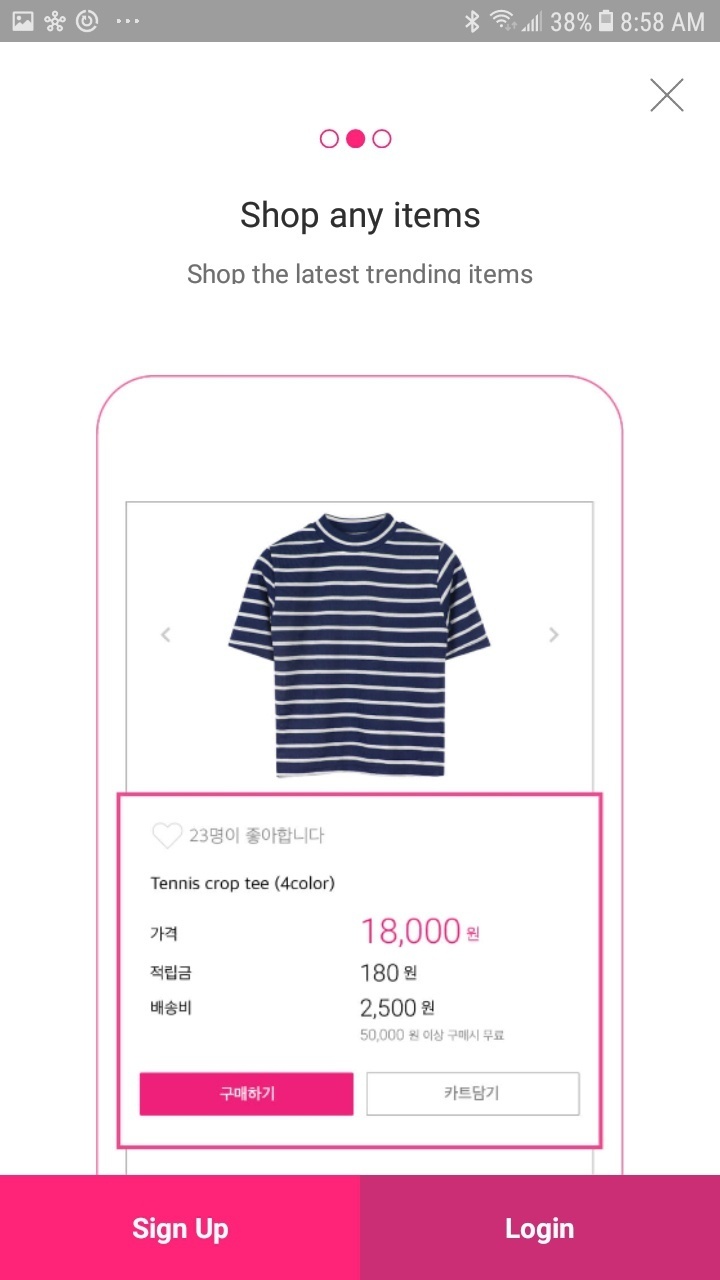 38% 8:58 AM
Shop any items
Shop the latest trending items
23명이 좋아합니다
Tennis crop tee (4color)
가격 18,000 원
적립금 180 원
배송비 2,500 원
50,000 원 이상 구매시 무료
구매하기 카트담기
Sign Up Login